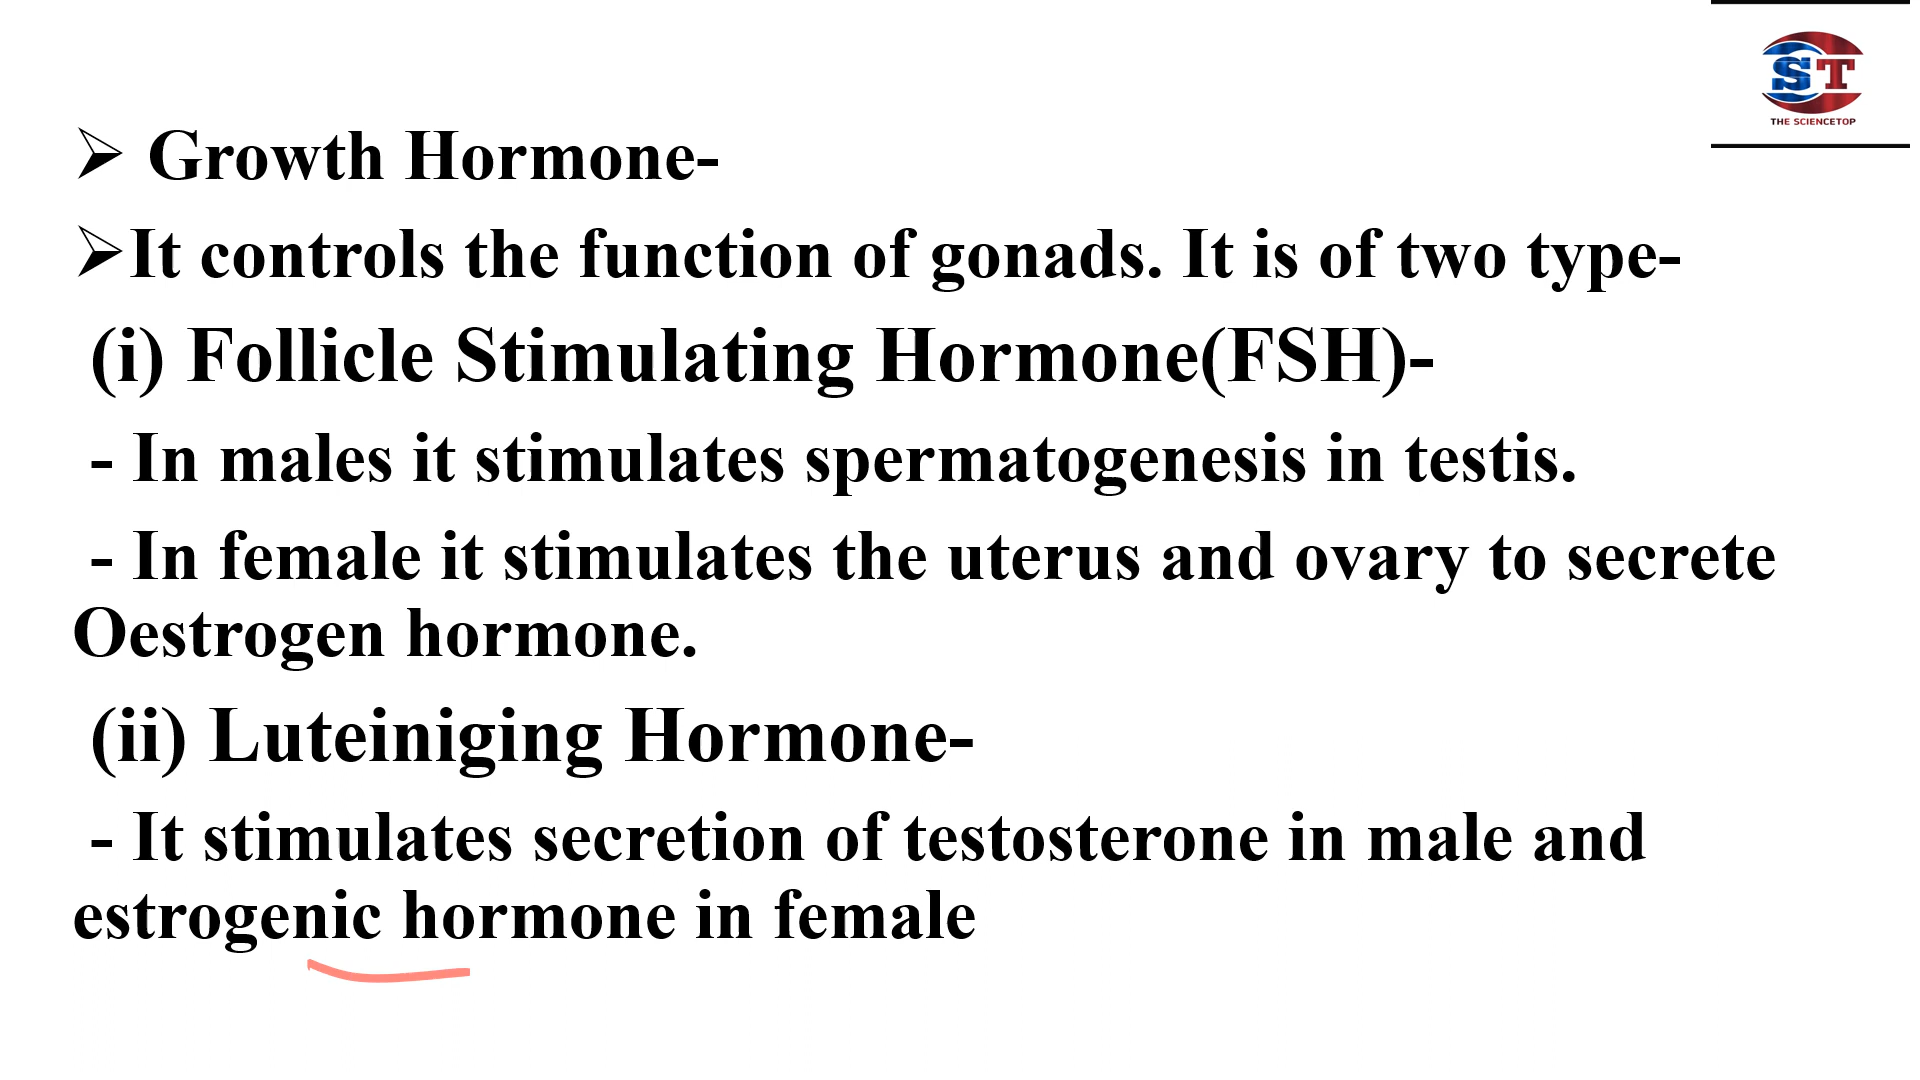 ST
THE SCIENCETOP
➢ Growth Hormone-
➢It controls the function of gonads. It is of two type-
(i) Follicle Stimulating Hormone(FSH)-
- In males it stimulates spermatogenesis in testis.
- In female it stimulates the uterus and ovary to secrete
Oestrogen hormone.
(ii) Luteiniging Hormone-
- It stimulates secretion of testosterone in male and
estrogenic hormone in female